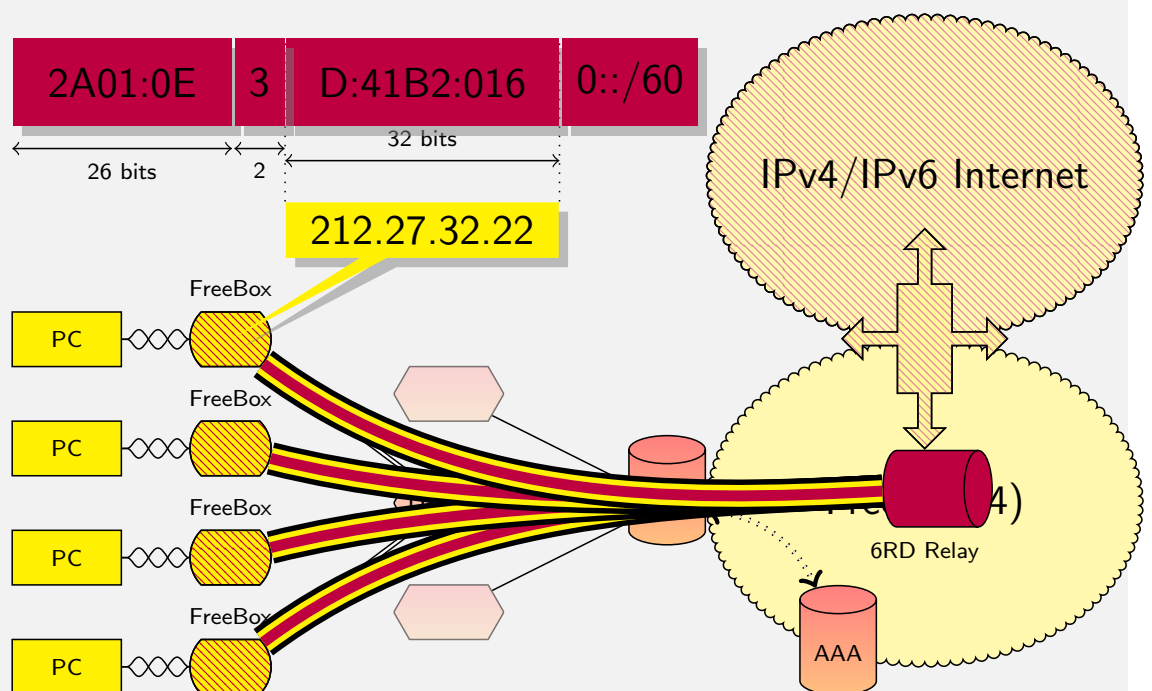 2A01:0E 3 D:41B2:016 0::/60
26 bits 2 32 bits
212.27.32.22
IPv4/IPv6 Internet
FreeBox
PC
FreeBox
PC
FreeBox
PC
FreeBox
PC
4)
6RD Relay
AAA